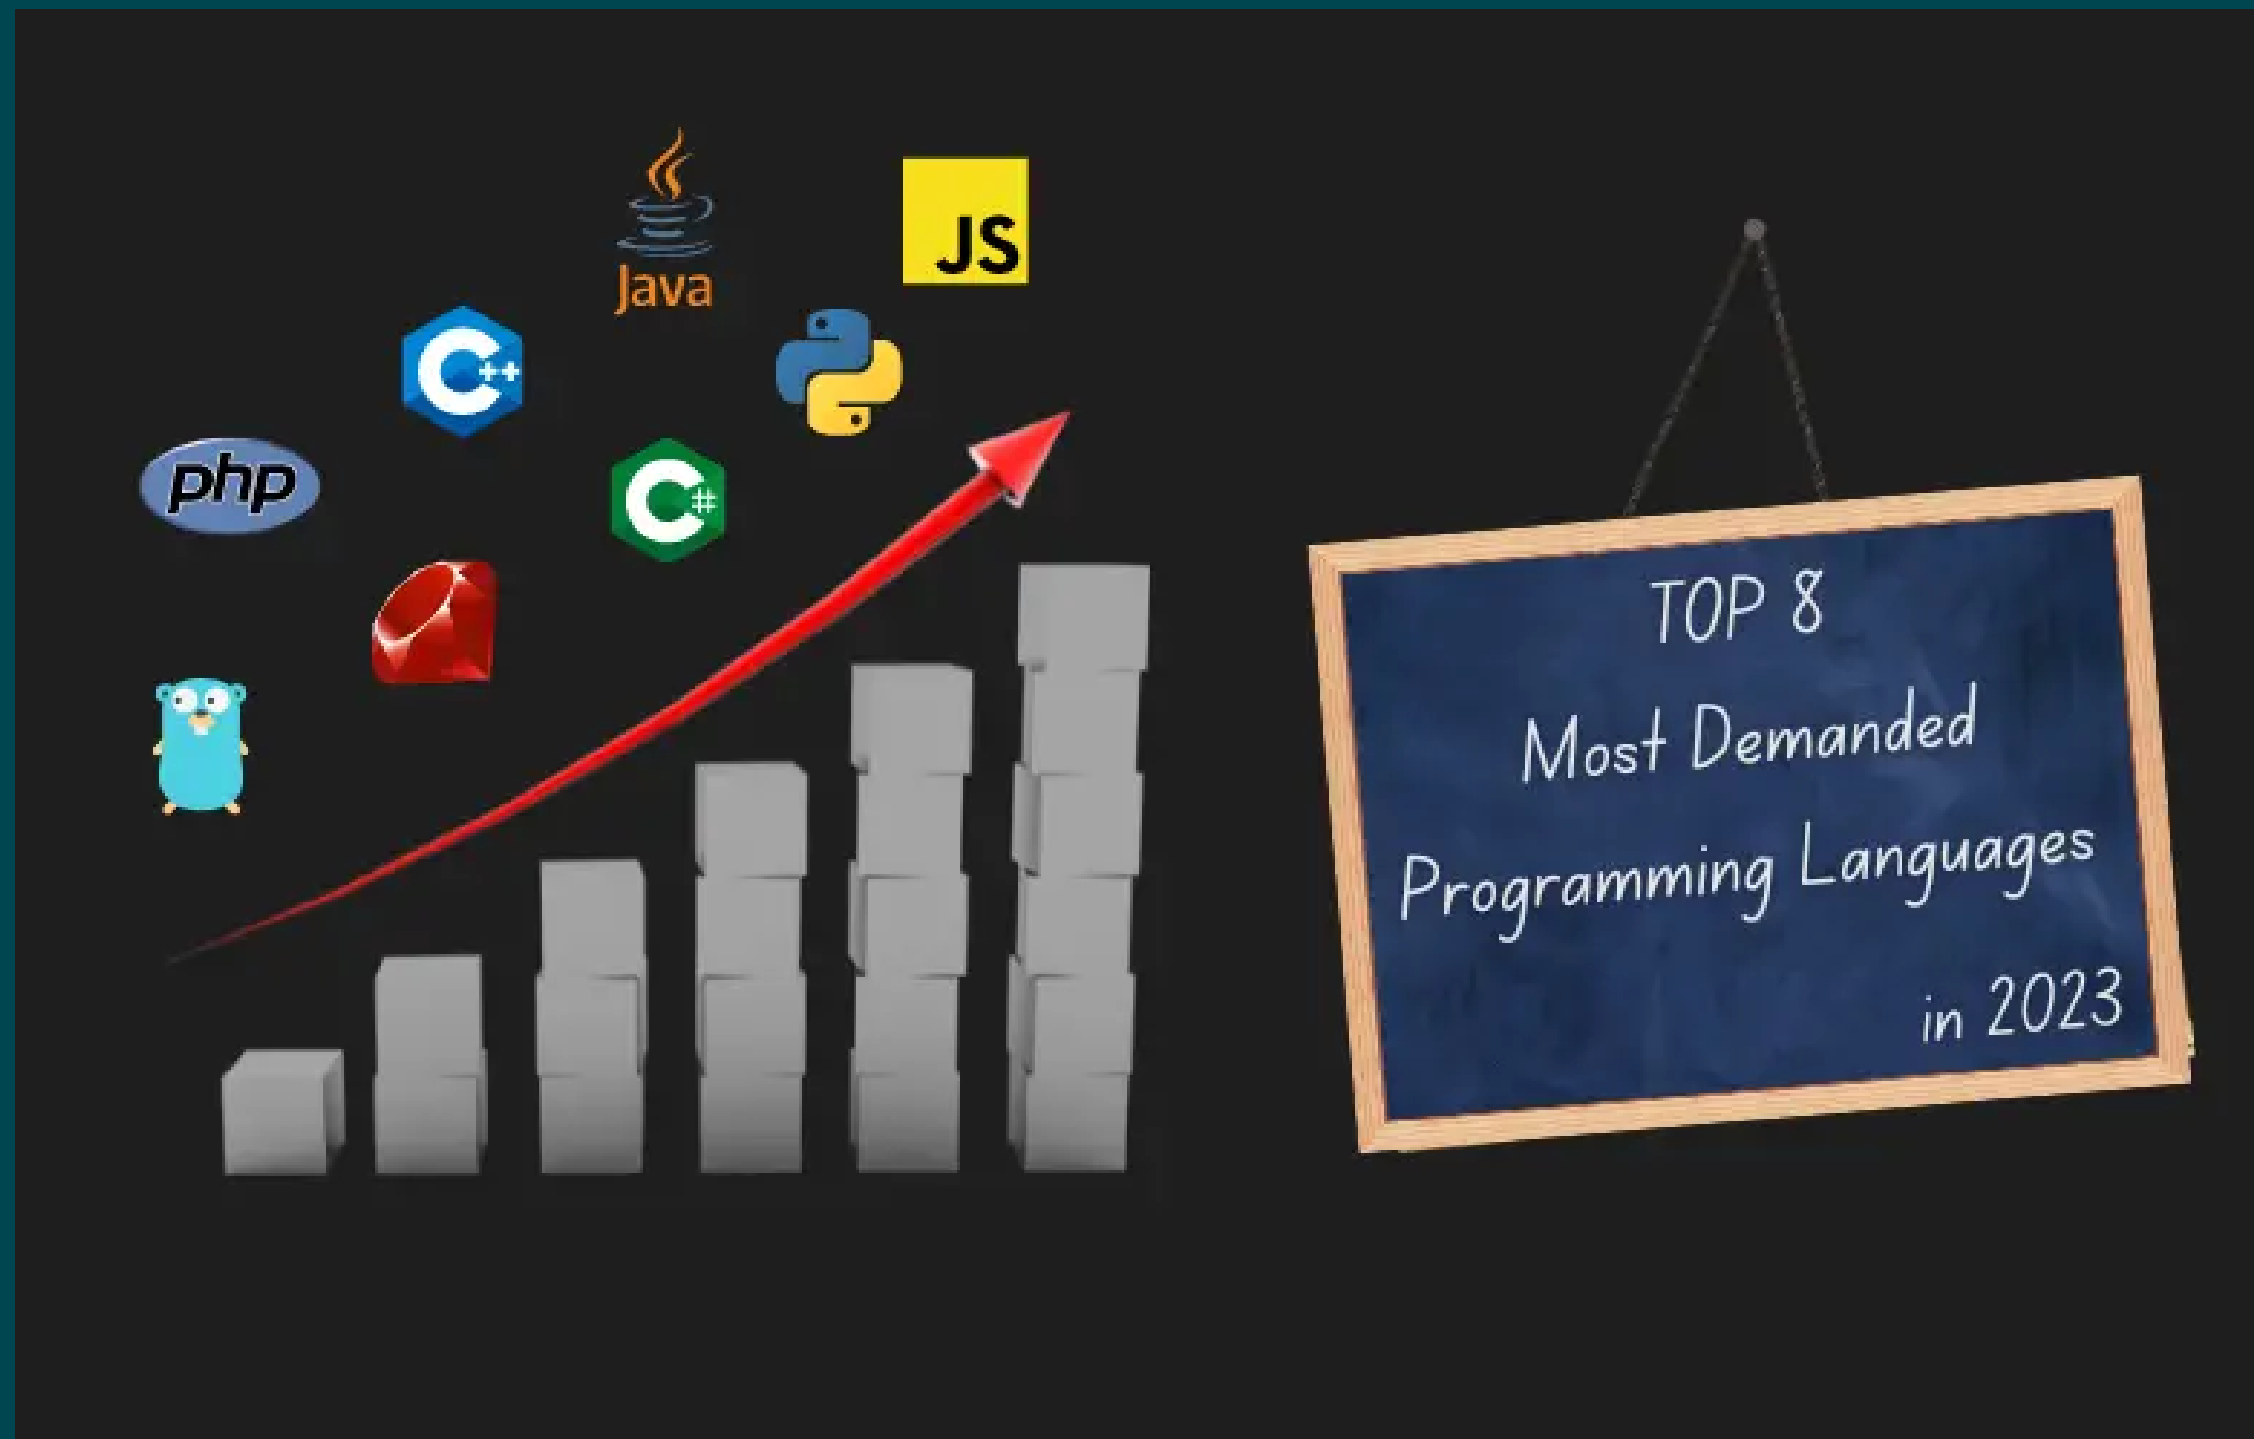 Java
JS
C++
php
C#
TOP 8
Most Demanded
Programming Languages
in 2023